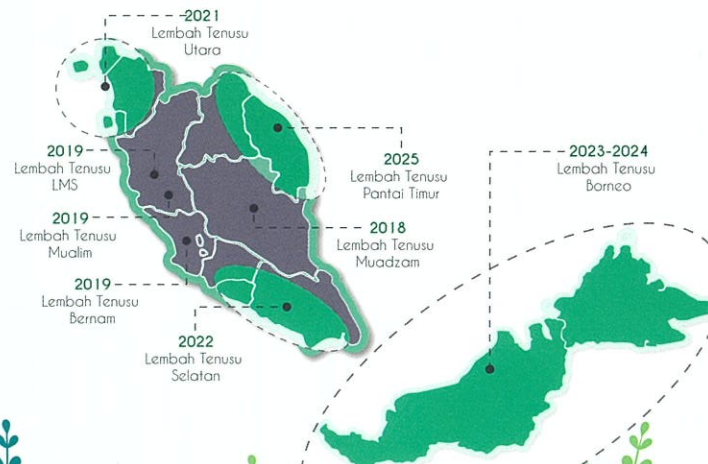 2021
Lembah Tenusu
Utara
2019
Lembah Tenusu
LMS
2019
Lembah Tenusu
Mualim
2019
Lembah Tenusu
Bernam
2022
Lembah Tenusu
Selatan
2025
Lembah Tenusu
Pantai Timur
2018
Lembah Tenusu
Muadzam
2023-2024
Lembah Tenusu
Borneo